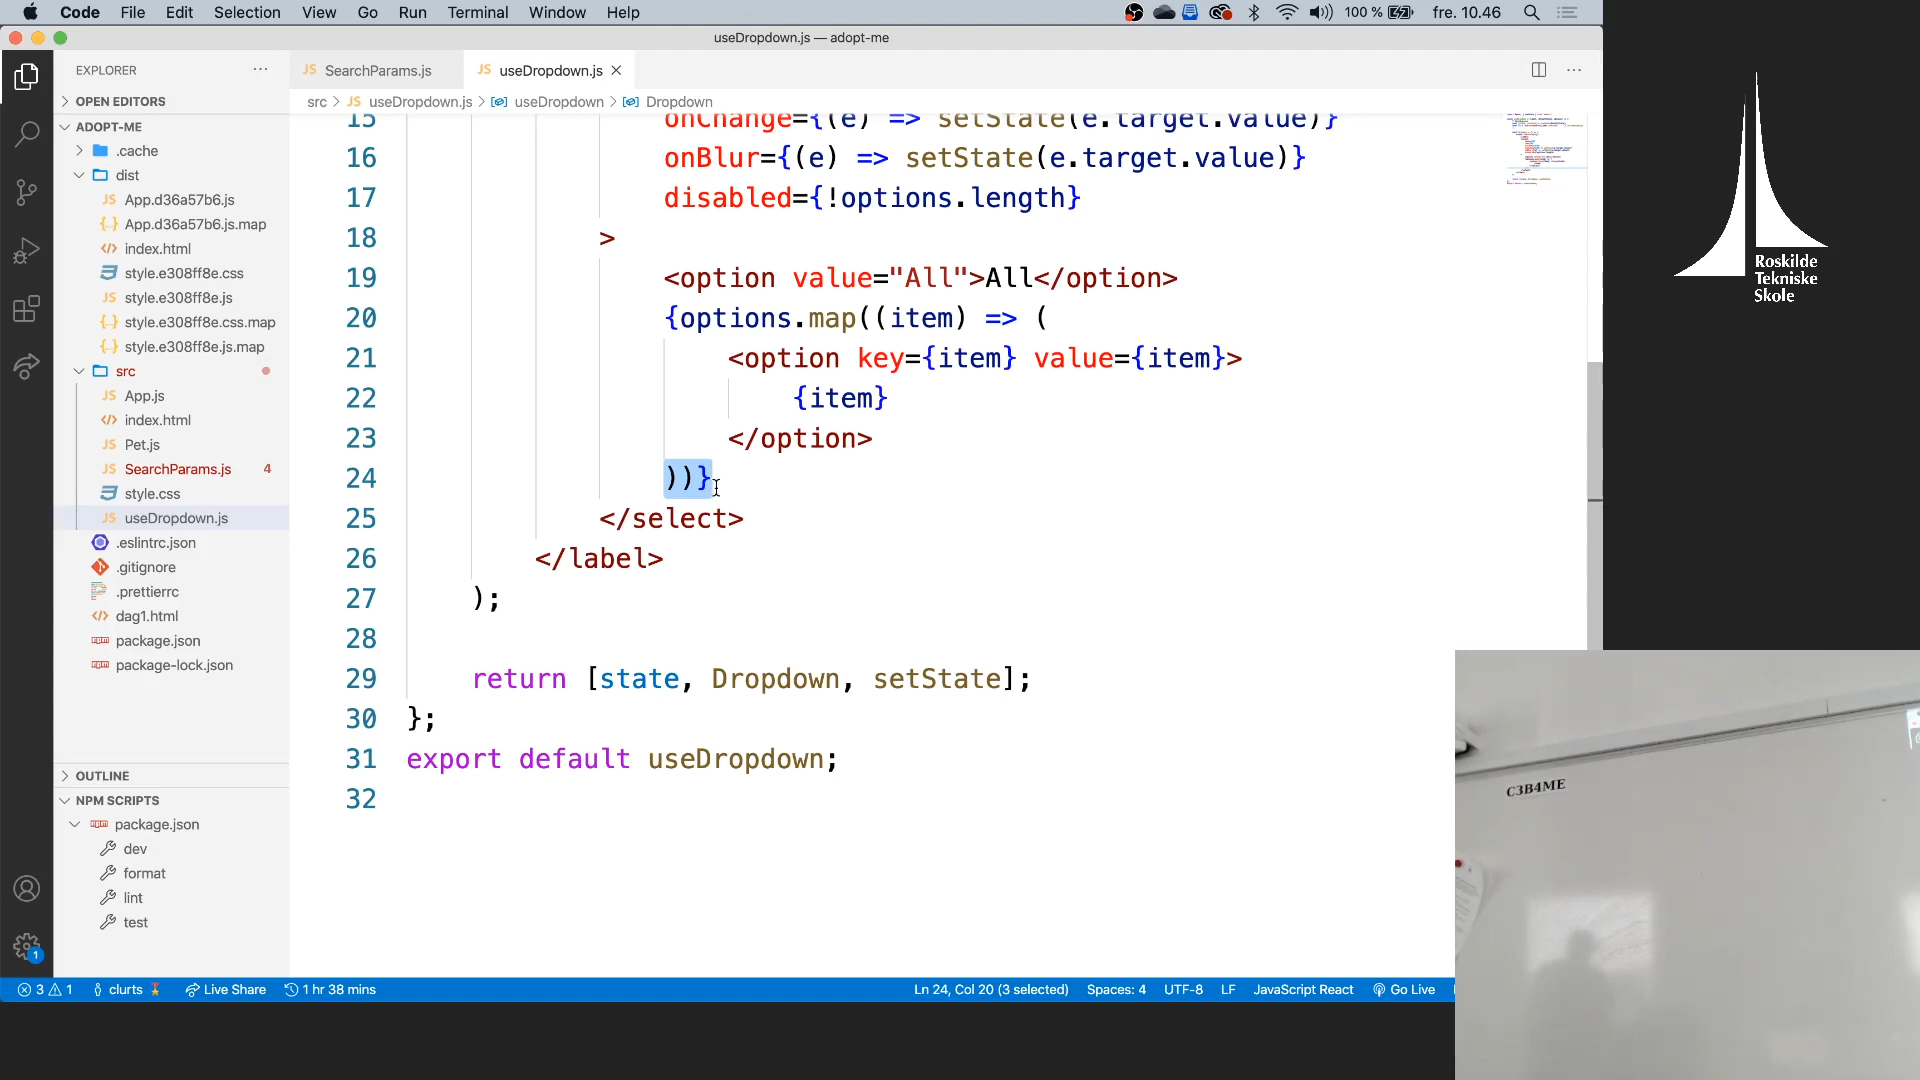 Code File Edit Selection View Go Run Terminal Window Help
100 % fre. 10.46
useDropdown.js — adopt-me
EXPLORER
OPEN EDITORS
ADOPT-ME
.cache
dist
App.d36a57b6.js
App.d36a57b6.js.map
index.html
style.e308ff8e.css
style.e308ff8e.js
style.e308ff8e.css.map
style.e308ff8e.js.map
src
App.js
index.html
Pet.js
SearchParams.js 4
style.css
useDropdown.js
.eslintrc.json
.gitignore
.prettierrc
dag1.html
package.json
package-lock.json
OUTLINE
NPM SCRIPTS
package.json
dev
format
lint
test
SearchParams.js useDropdown.js
src > useDropdown.js > useDropdown > Dropdown
15 onChange={(e) => setState(e.target.value)}
16 onBlur={(e) => setState(e.target.value)}
17 disabled={!options.length}
18 >
19 <option value="All">All</option>
20 {options.map((item) => (
21 <option key={item} value={item}>
22 {item}
23 </option>
24 ))}
25 </select>
26 </label>
27 );
28
29 return [state, Dropdown, setState];
30 };
31 export default useDropdown;
32
1
3 1 clurts Live Share 1 hr 38 mins Ln 24, Col 20 (3 selected) Spaces: 4 UTF-8 LF JavaScript React Go Live
Roskilde
Tekniske
Skole
C3B4ME